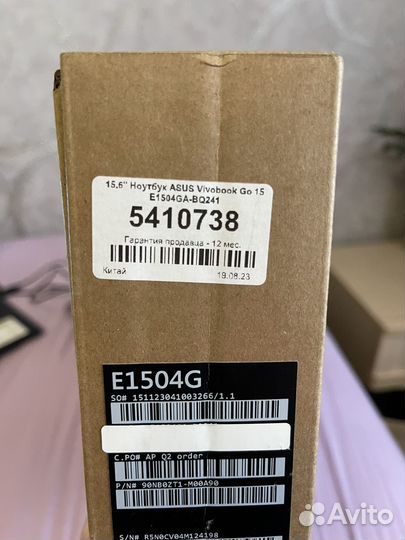 15,6" Ноутбук ASUS Vivobook Go 15
E1504GA-BQ241
5410738
Гарантия продавца - 12 мес.
Китай 19.08.23
E1504G
SO# 151123041003266/1.1
C.PO# AP Q2 order
P/N# 90NB0ZT1-M00A90
S/N# R5N0CV04M124198
Avito